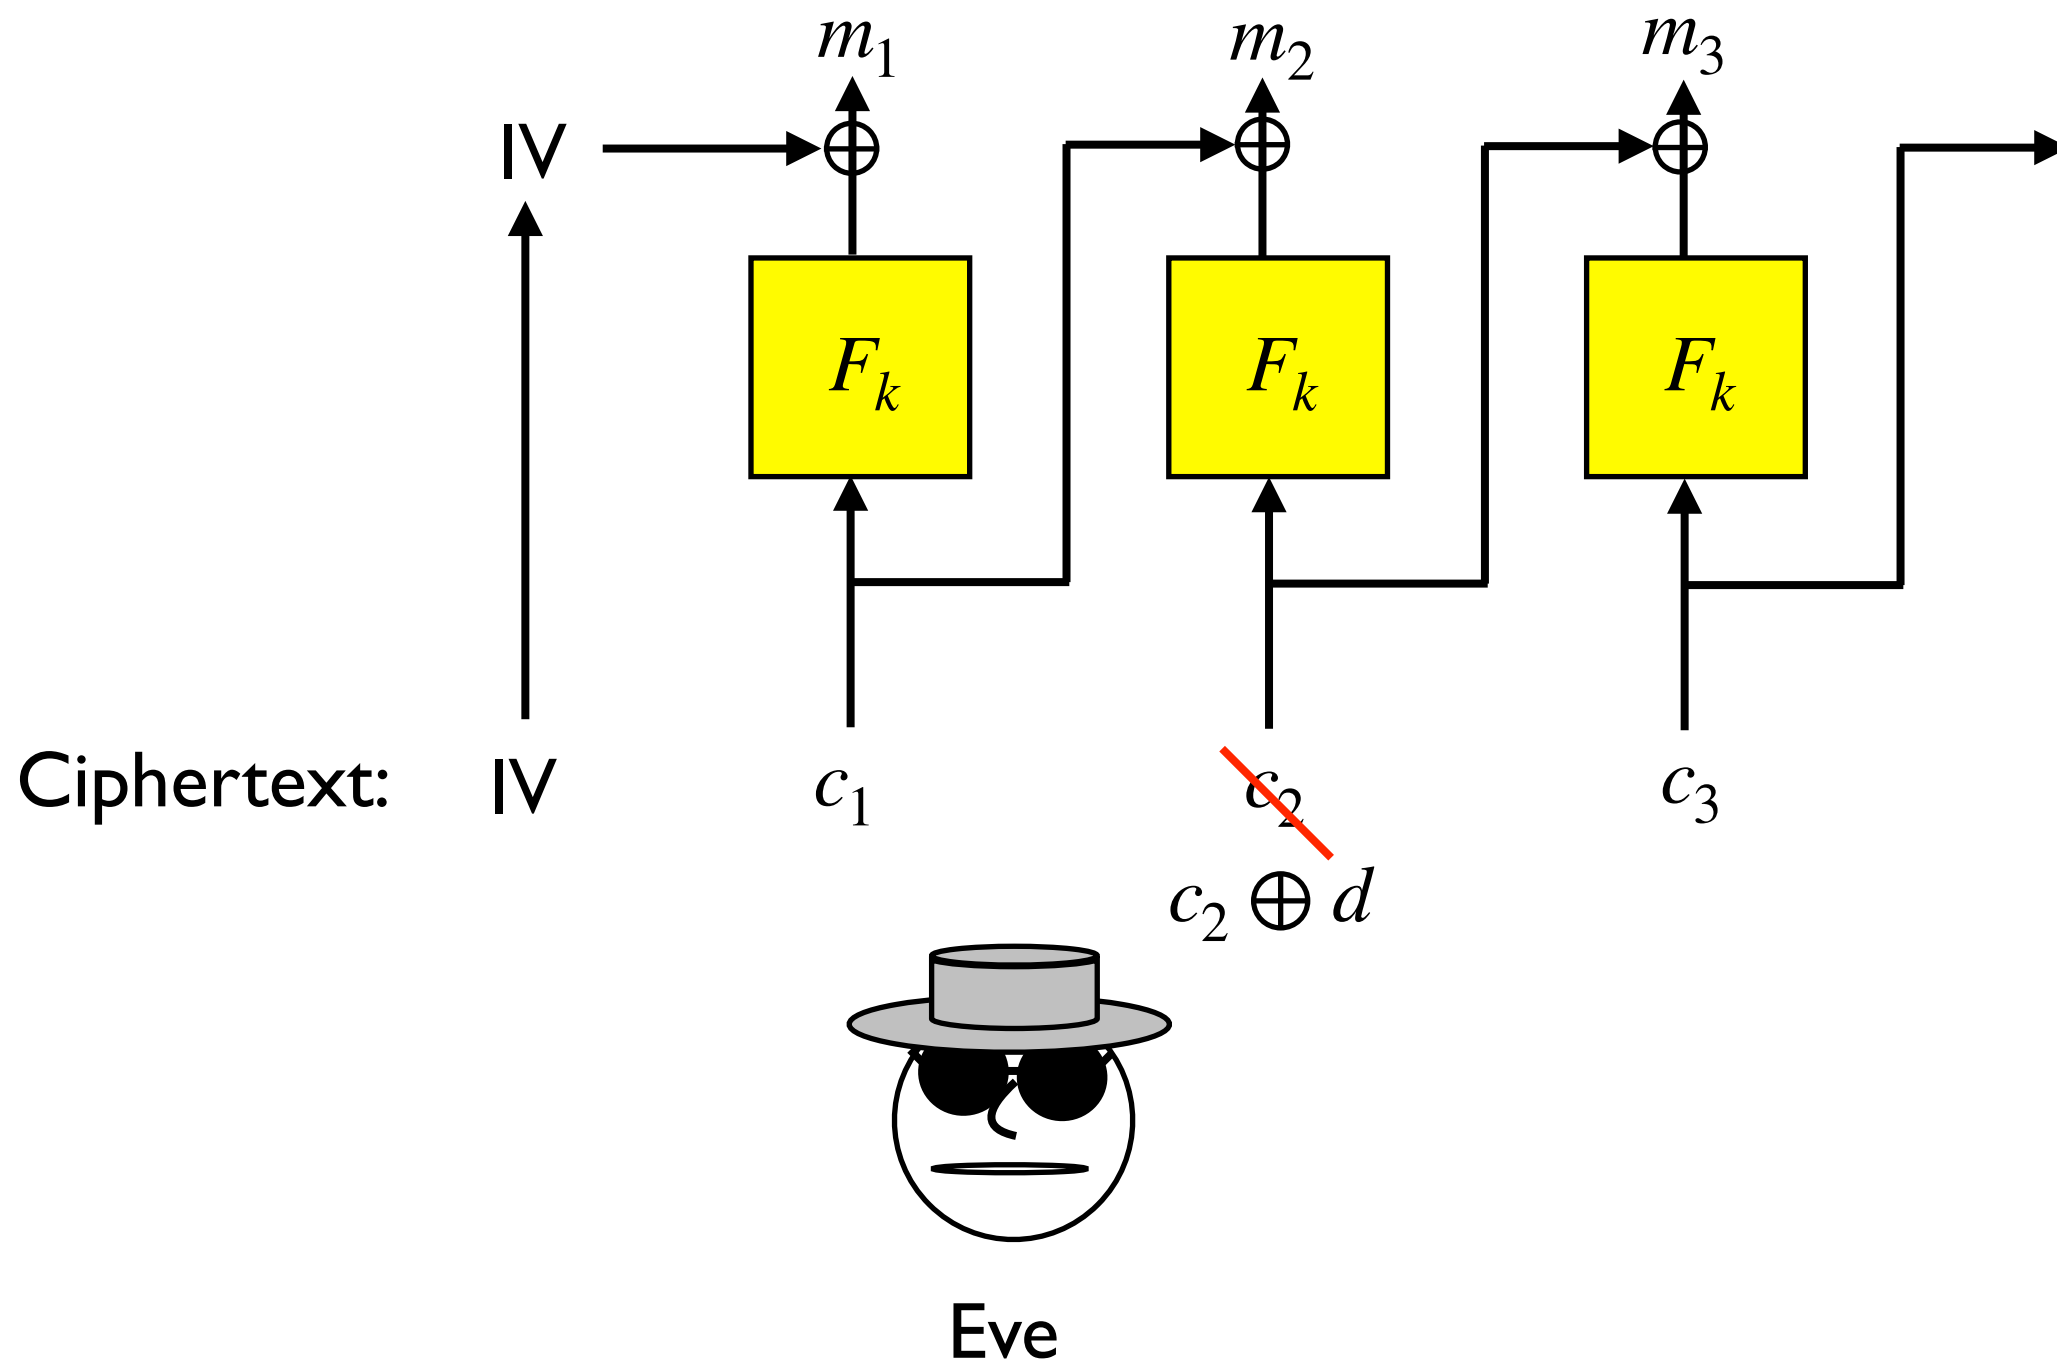 m₁ m₂ m₃
IV
Fₖ Fₖ Fₖ
Ciphertext: IV c₁ c₂ c₃
c₂ ⊕ d
Eve